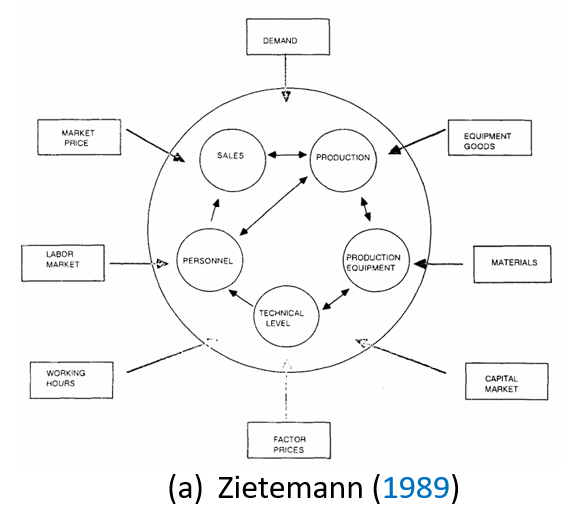 DEMAND
MARKET
PRICE
EQUIPMENT
GOODS
SALES
PRODUCTION
LABOR
MARKET
PERSONNEL
PRODUCTION
EQUIPMENT
MATERIALS
TECHNICAL
LEVEL
WORKING
HOURS
CAPITAL
MARKET
FACTOR
PRICES
(a) Zietemann (1989)